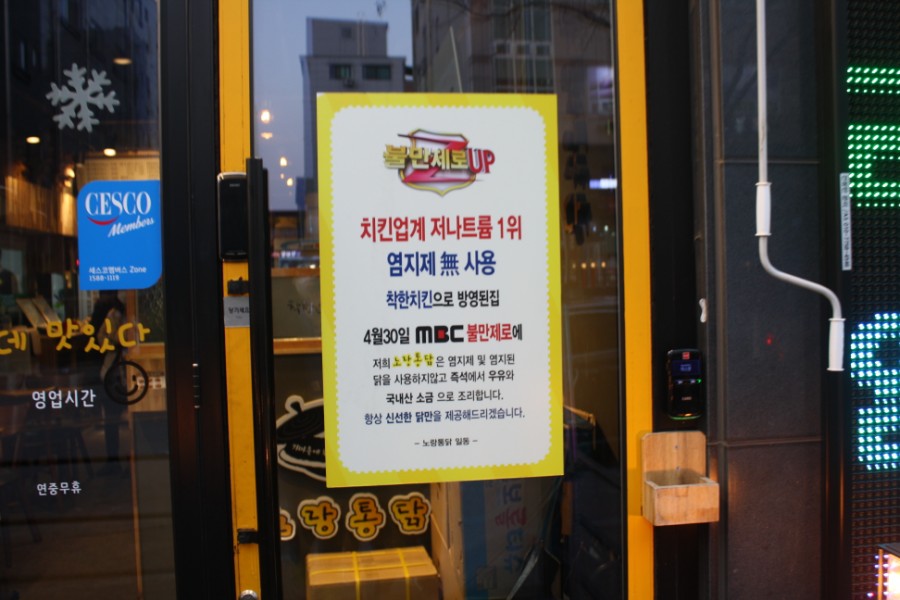 CESCO
Members
세스코멤버스 Zone
1588-1119
데 맛있다
영업시간
연중무휴
불만제로UP
치킨업계 저나트륨 1위
염지제 無 사용
착한치킨으로 방영된집
4월30일 MBC 불만제로에
저희 노랑통닭은 염지제 및 염지된
닭을 사용하지않고 즉석에서 우유와
국내산 소금 으로 조리합니다.
항상 신선한 닭만을 제공해드리겠습니다.
- 노랑통닭 일동 -
노랑통닭